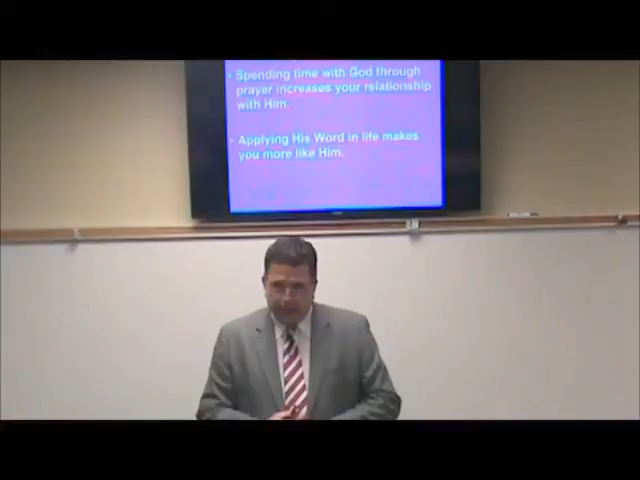 • Spending time with God through
prayer increases your relationship
with Him.
• Applying His Word in life makes
you more like Him.